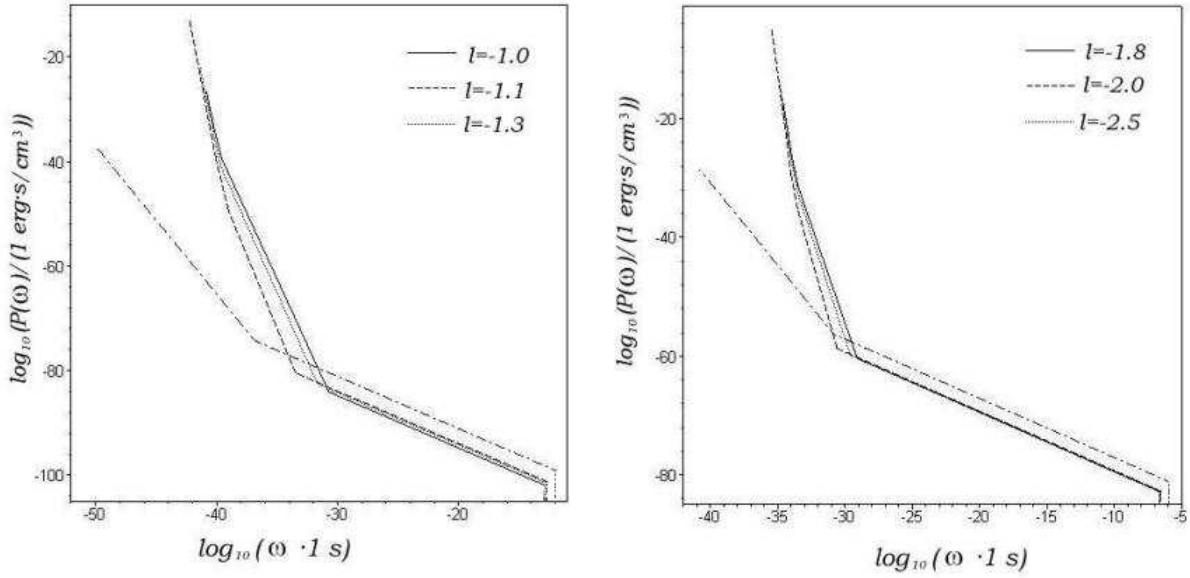 log₁₀(P(ω)/(1 erg·s/cm³))
-20
-40
-60
-80
-100
l=-1.0
l=-1.1
l=-1.3
-50
-40
-30
-20
log₁₀(ω ·1 s)
log₁₀(P(ω)/(1 erg·s/cm³))
-20
-40
-60
-80
l=-1.8
l=-2.0
l=-2.5
-40
-35
-30
-25
-20
-15
-10
-5
log₁₀(ω ·1 s)